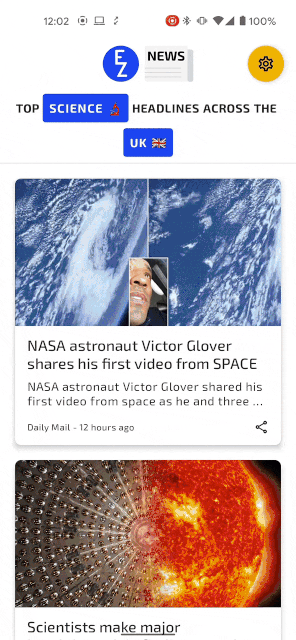 12:02
100%
EZ
NEWS
TOP SCIENCE 🔬 HEADLINES ACROSS THE
UK 🇬🇧
NASA astronaut Victor Glover
shares his first video from SPACE
NASA astronaut Victor Glover shared his
first video from space as he and three ...
Daily Mail - 12 hours ago
Scientists make major